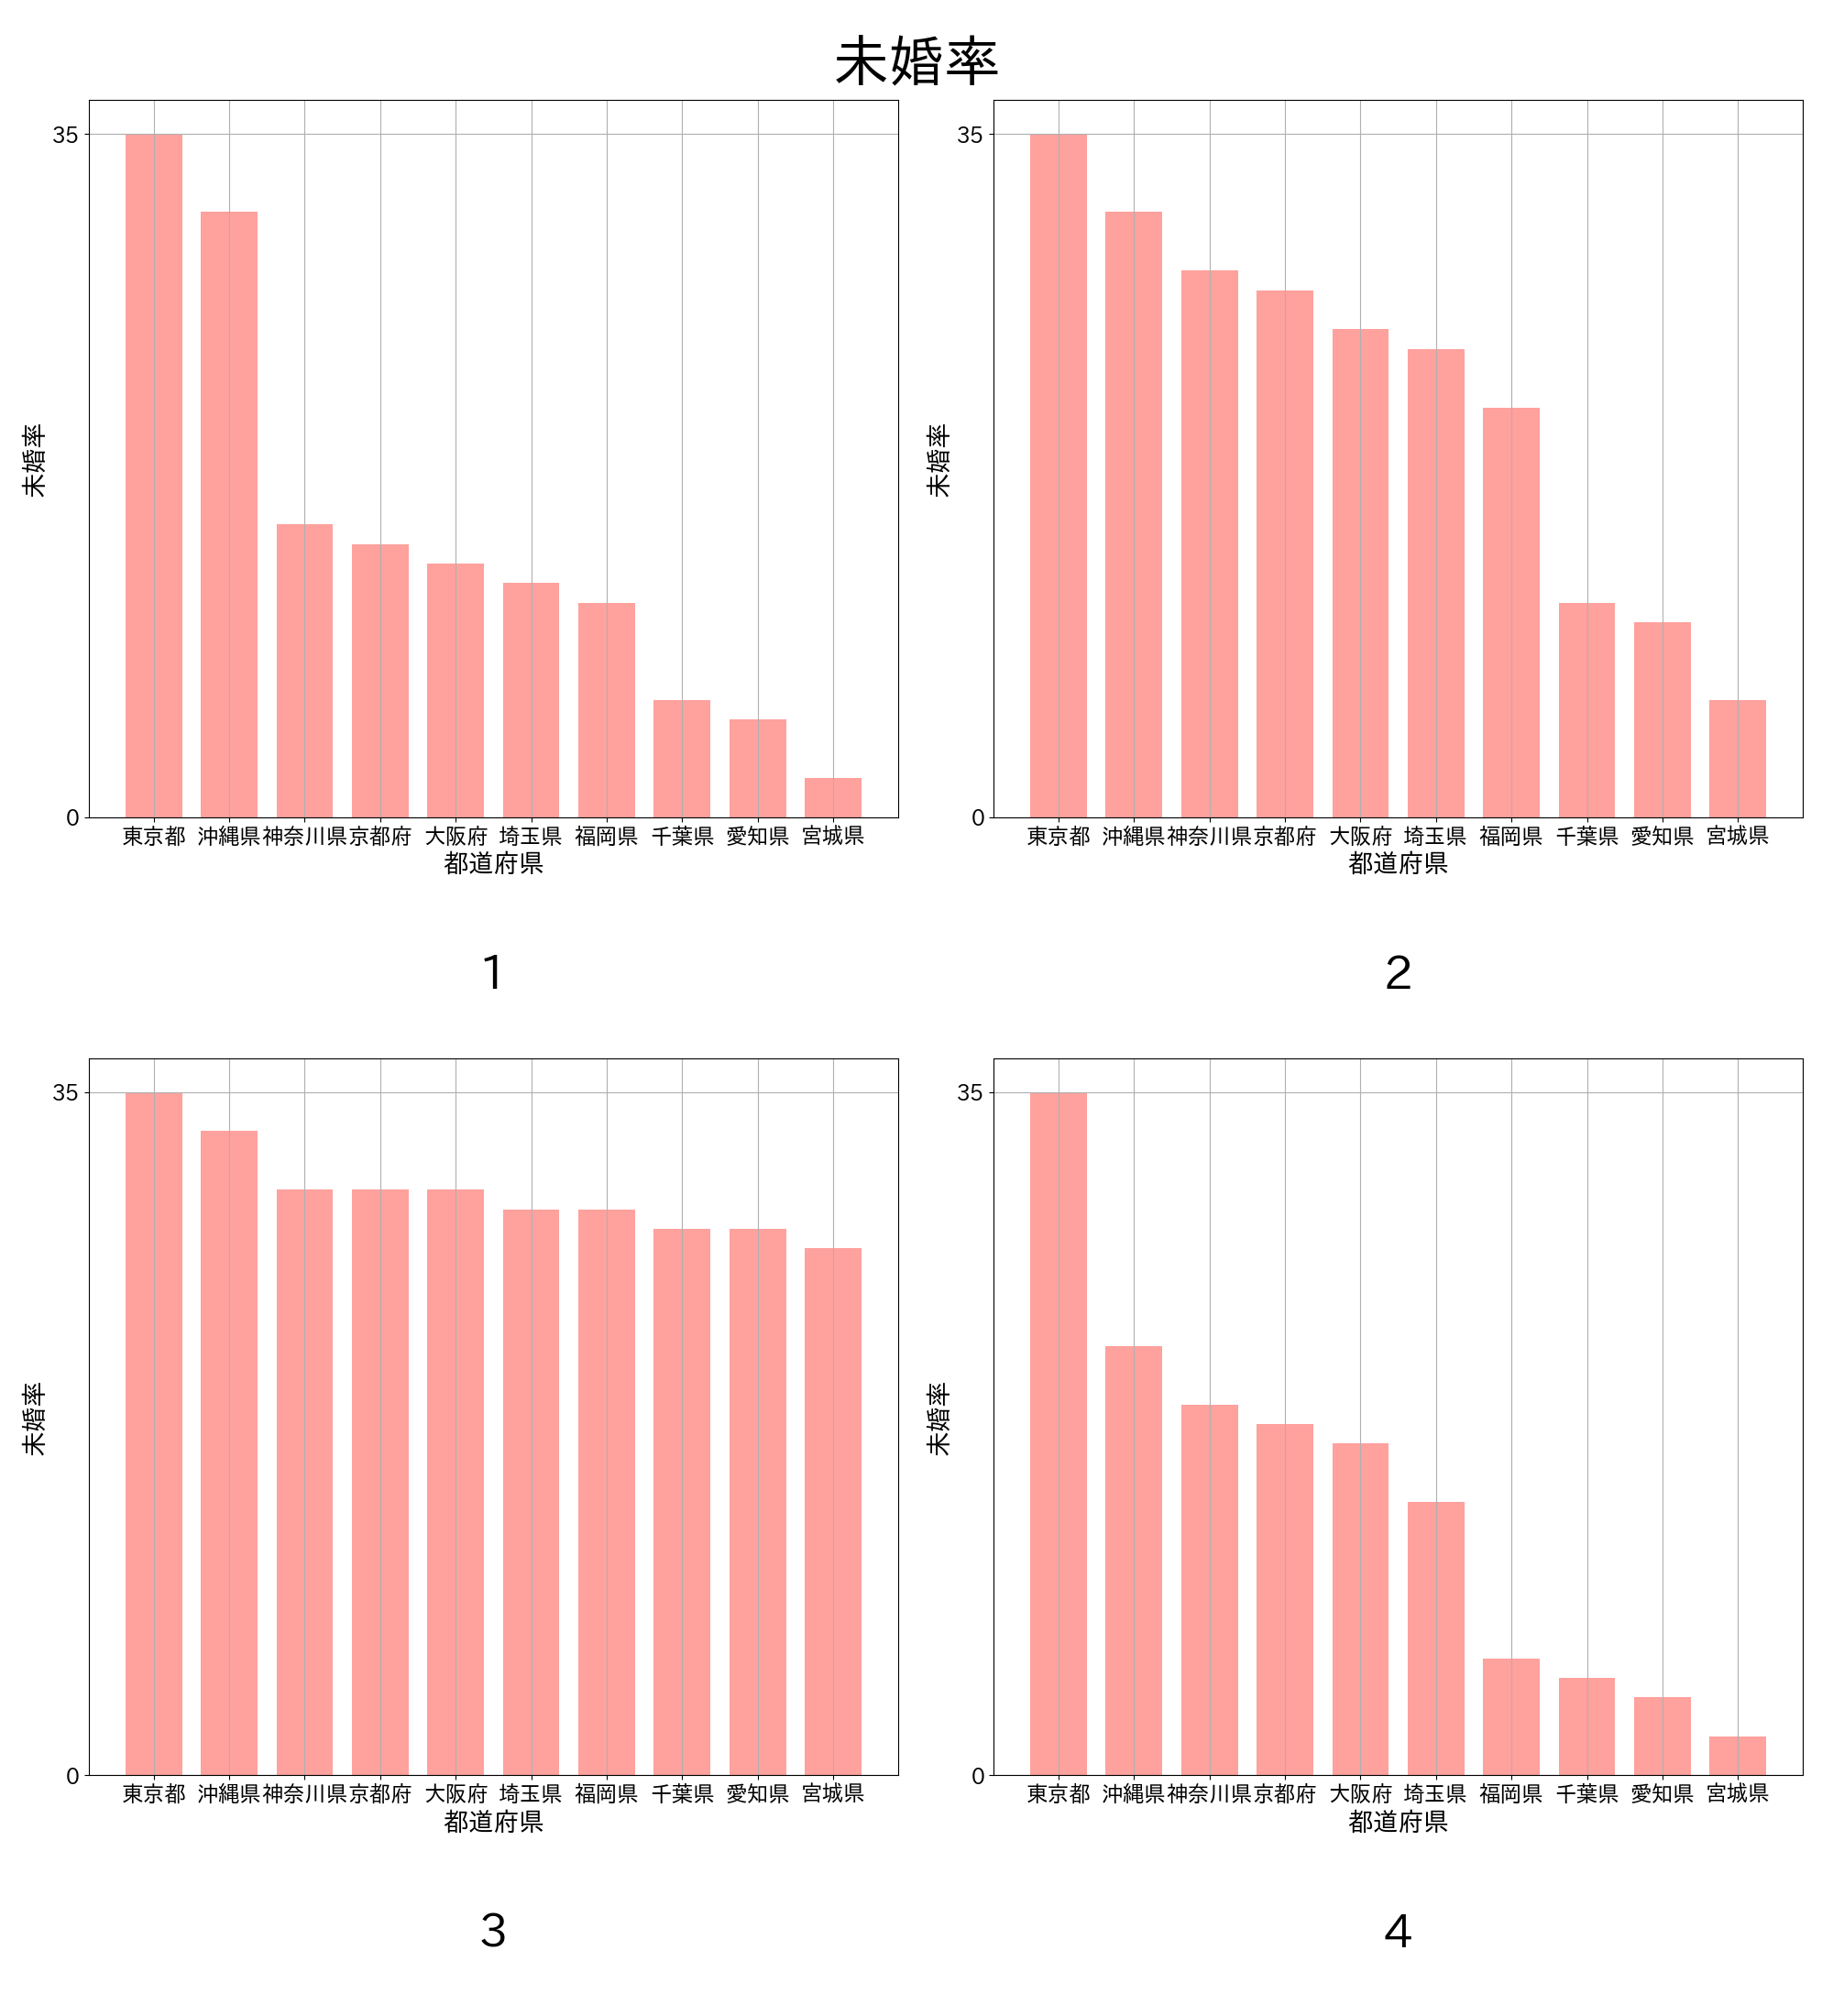 未婚率
35
未婚率
0
東京都 沖縄県 神奈川県 京都府 大阪府 埼玉県 福岡県 千葉県 愛知県 宮城県
都道府県
1
35
未婚率
0
東京都 沖縄県 神奈川県 京都府 大阪府 埼玉県 福岡県 千葉県 愛知県 宮城県
都道府県
2
35
未婚率
0
東京都 沖縄県 神奈川県 京都府 大阪府 埼玉県 福岡県 千葉県 愛知県 宮城県
都道府県
3
35
未婚率
0
東京都 沖縄県 神奈川県 京都府 大阪府 埼玉県 福岡県 千葉県 愛知県 宮城県
都道府県
4